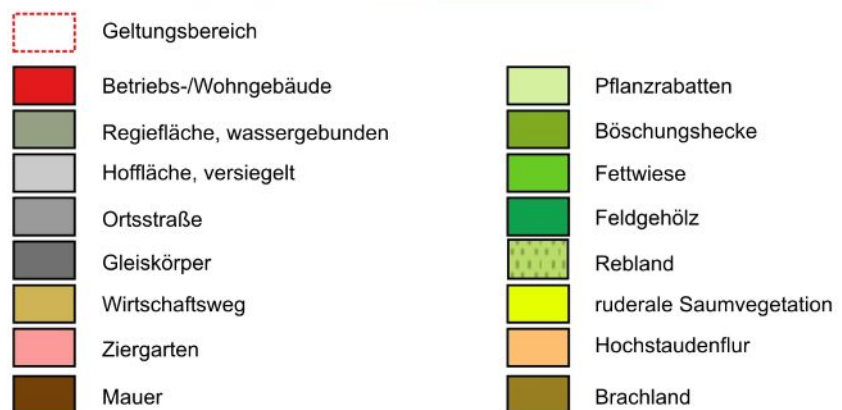 Geltungsbereich
Betriebs-/Wohngebäude
Regiefläche, wassergebunden
Hoffläche, versiegelt
Ortsstraße
Gleiskörper
Wirtschaftsweg
Ziergarten
Mauer
Pflanzrabatten
Böschungshecke
Fettwiese
Feldgehölz
Rebland
ruderale Saumvegetation
Hochstaudenflur
Brachland